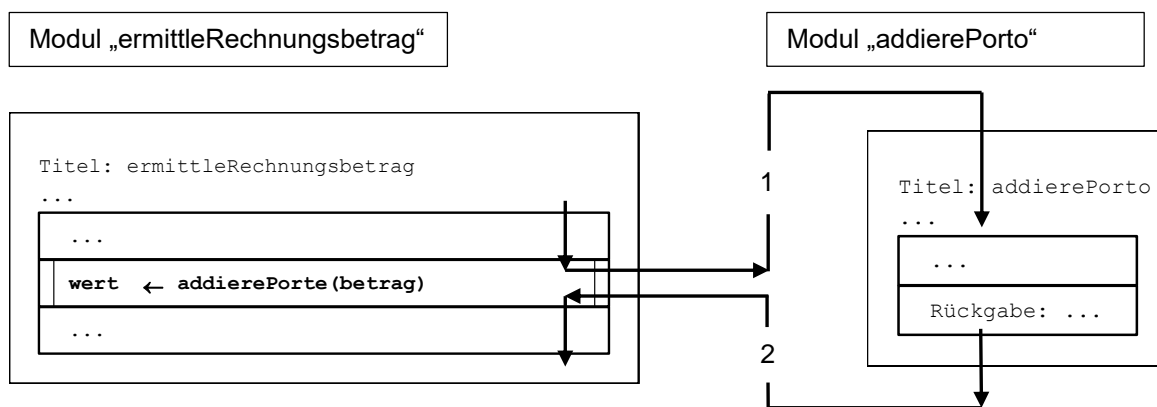 Modul „ermittleRechnungsbetrag“
Modul „addierePorto“
Titel: ermittleRechnungsbetrag
...
...
wert ← addierePorte(betrag)
...
1
2
Titel: addierePorto
...
...
Rückgabe: ...